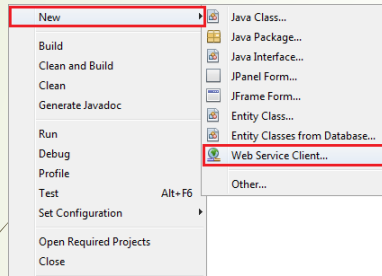 New
Build
Clean and Build
Clean
Generate Javadoc
Run
Debug
Profile
Test Alt+F6
Set Configuration
Open Required Projects
Close
Java Class...
Java Package...
Java Interface...
JPanel Form...
JFrame Form...
Entity Class...
Entity Classes from Database...
Web Service Client...
Other...